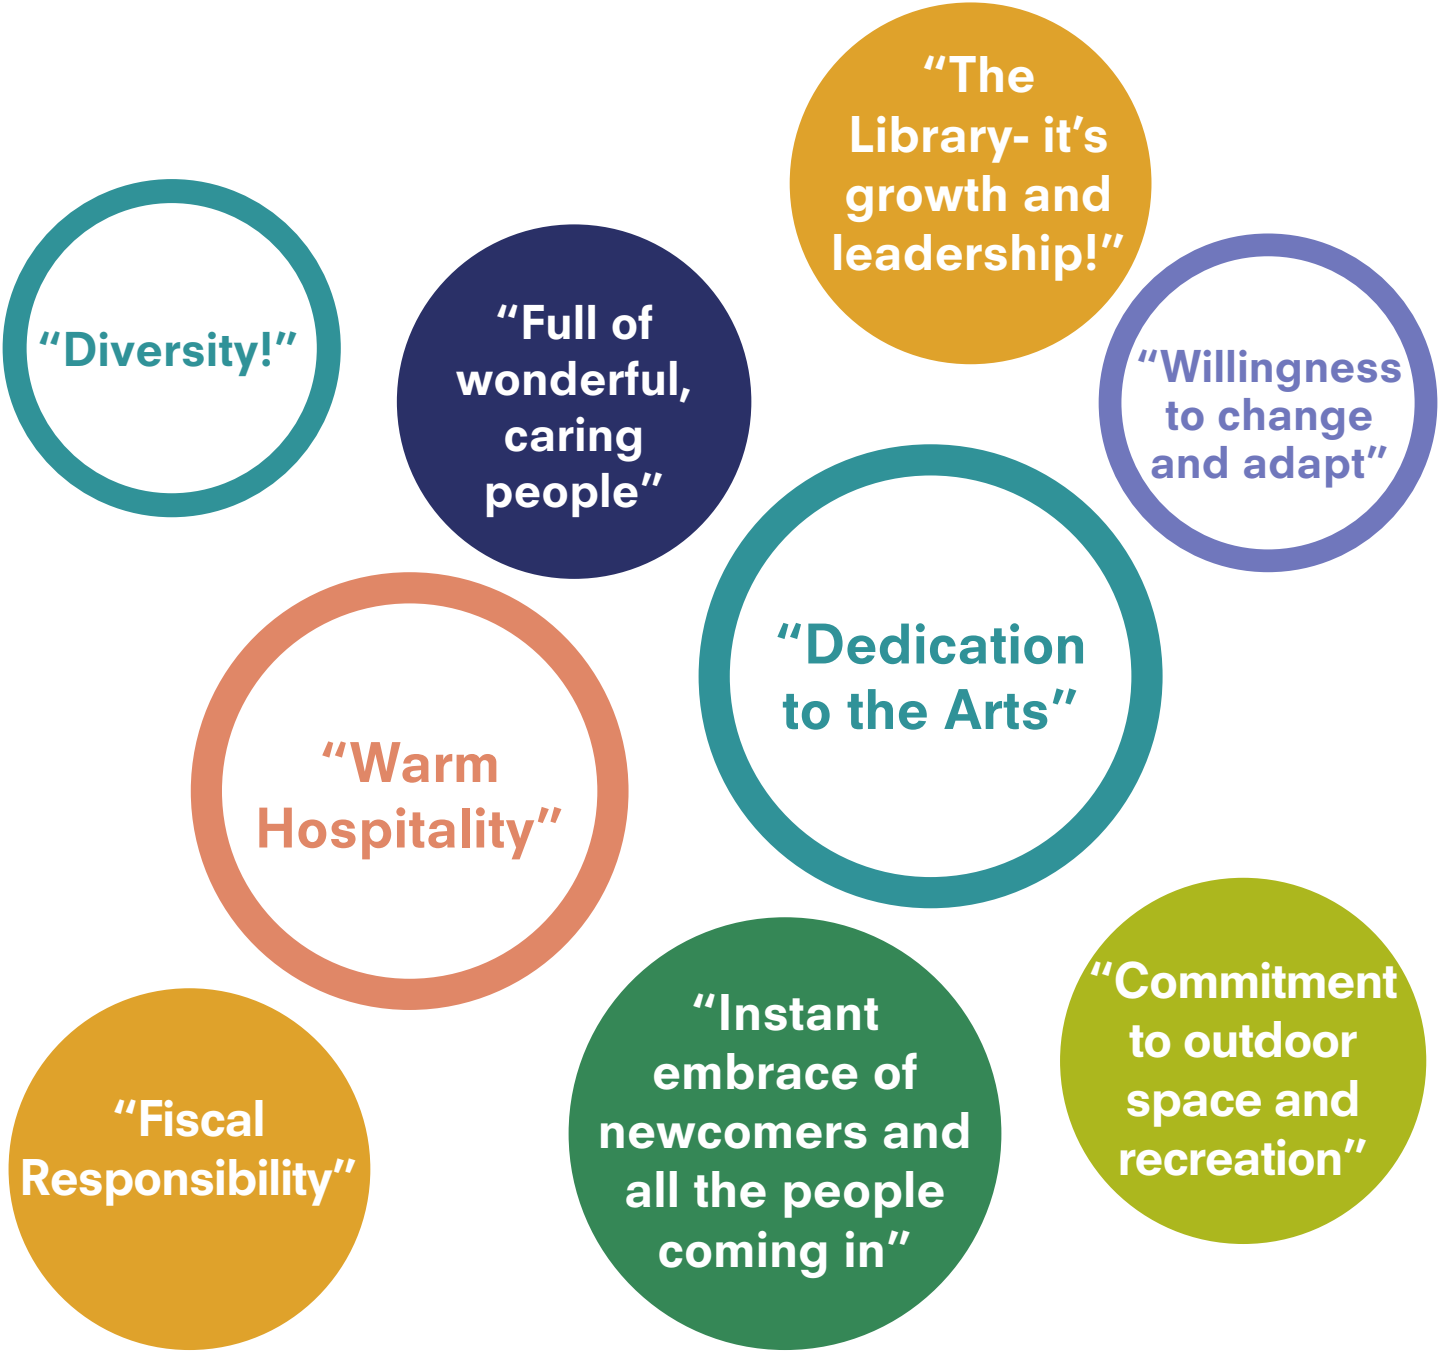 “The
Library- it’s
growth and
leadership!”
“Diversity!”
“Full of
wonderful,
caring
people”
“Willingness
to change
and adapt”
“Dedication
to the Arts”
“Warm
Hospitality”
“Fiscal
Responsibility”
“Instant
embrace of
newcomers and
all the people
coming in”
“Commitment
to outdoor
space and
recreation”